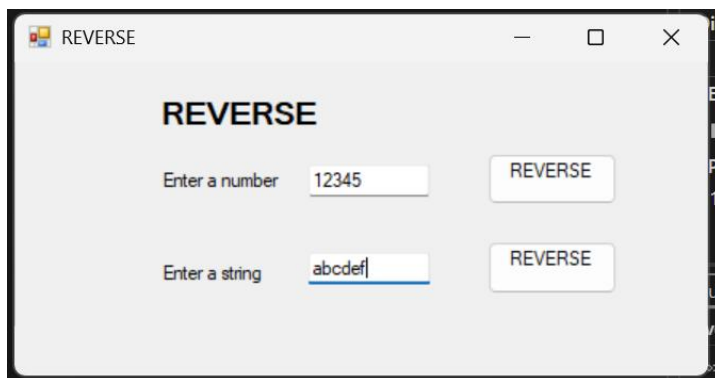 REVERSE
REVERSE
Enter a number 12345 REVERSE
Enter a string abcdef REVERSE